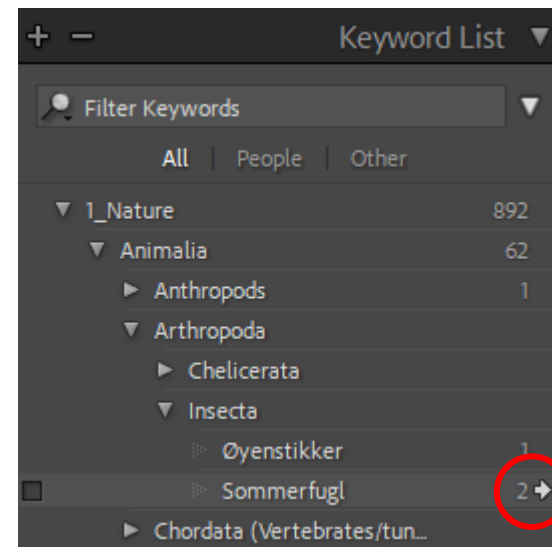 + − Keyword List
Filter Keywords
All People Other
1_Nature 892
Animalia 62
Anthropods 1
Arthropoda
Chelicerata
Insecta
Øyenstikker 1
Sommerfugl 2
Chordata (Vertebrates/tun...